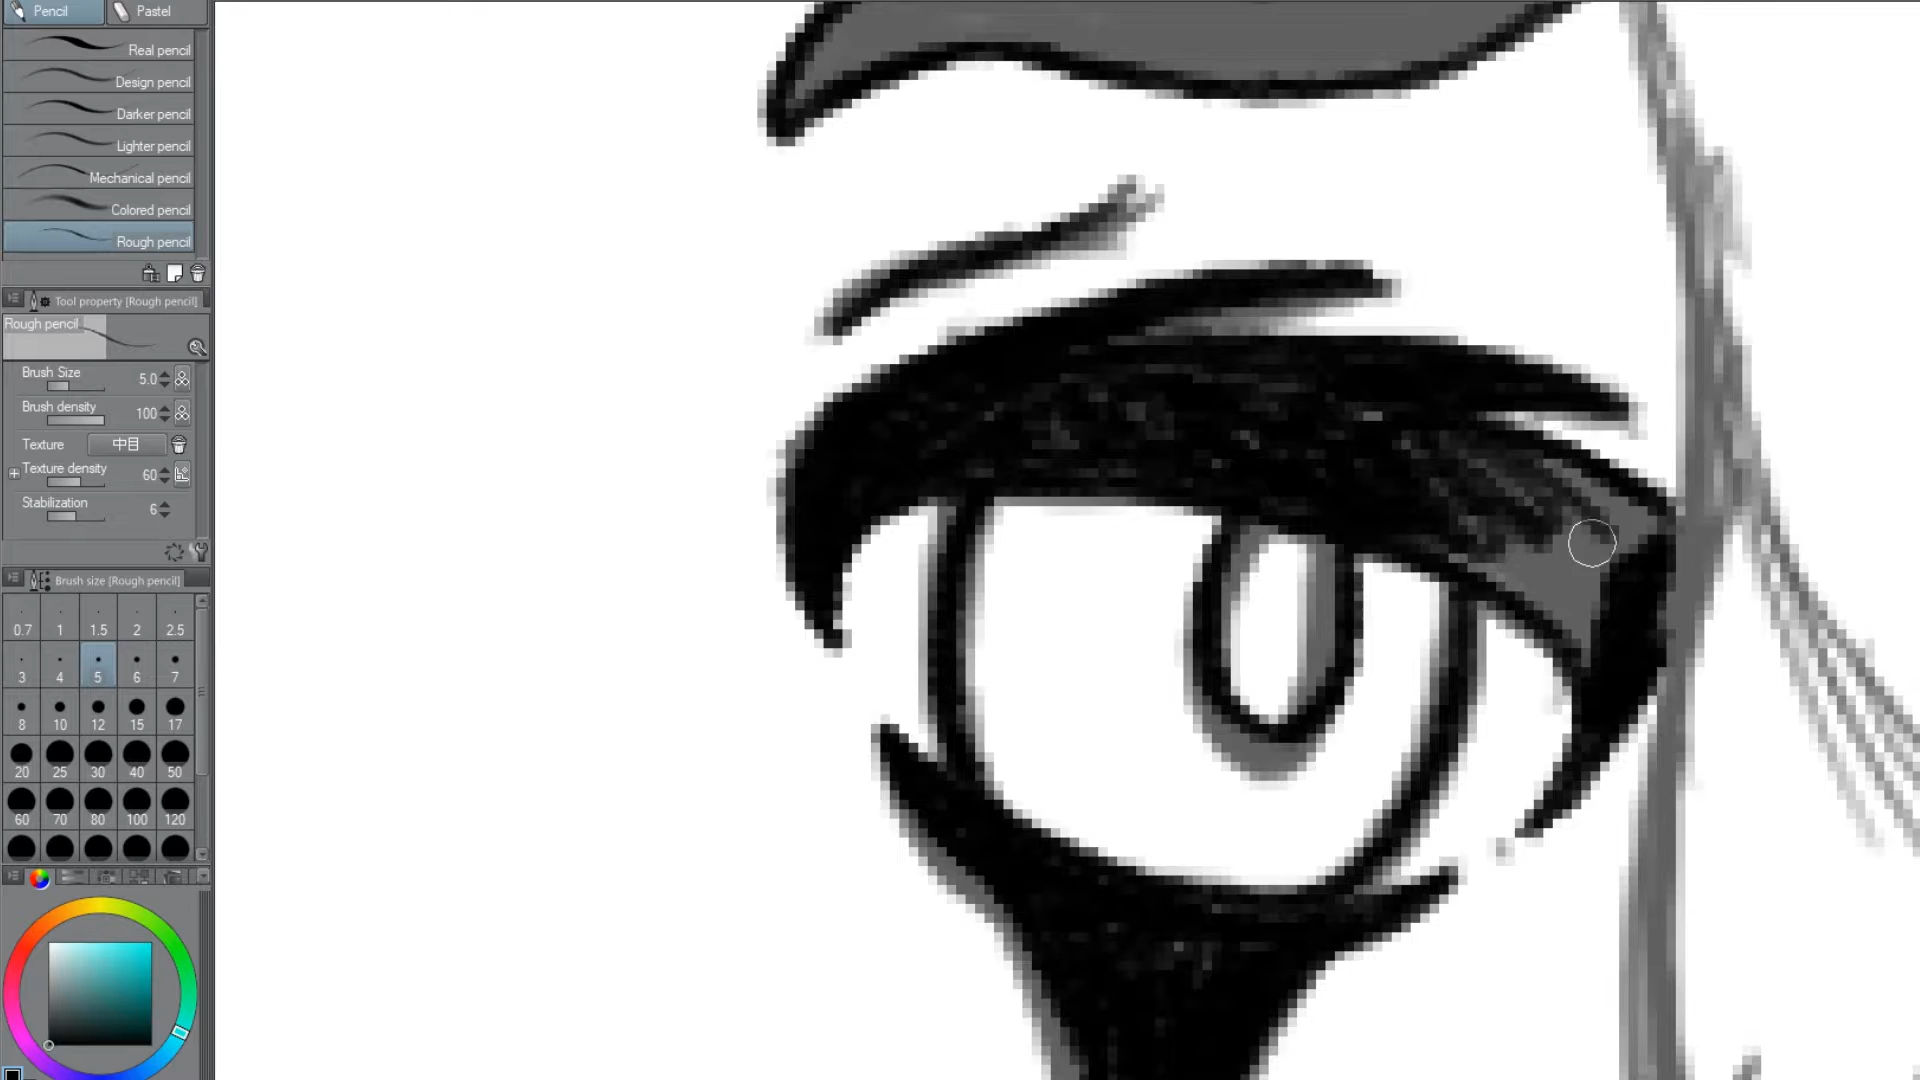 Pencil Pastel
Real pencil
Design pencil
Darker pencil
Lighter pencil
Mechanical pencil
Colored pencil
Rough pencil
Tool property [Rough pencil]
Rough pencil
Brush Size 5.0
Brush density 100
Texture 中目
Texture density 60
Stabilization 6
Brush size [Rough pencil]
0.7 1 1.5 2 2.5
3 4 5 6 7
8 10 12 15 17
20 25 30 40 50
60 70 80 100 120